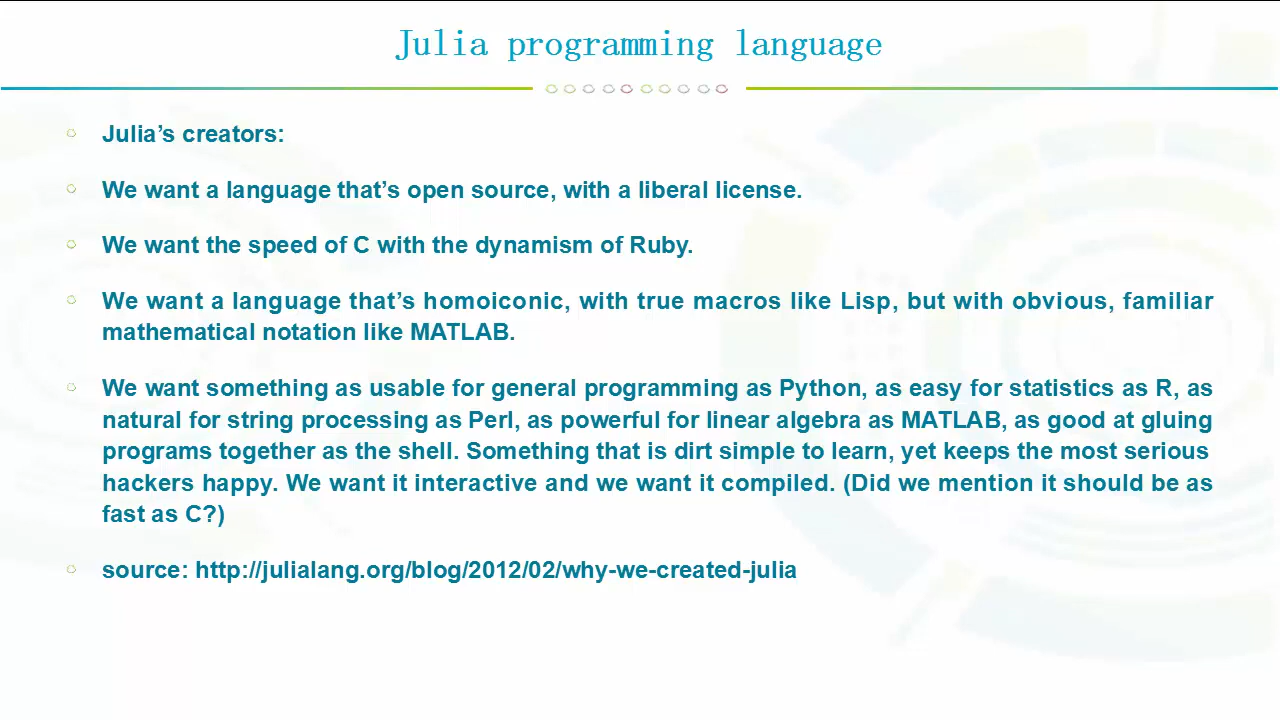 Julia programming language
Julia’s creators:
We want a language that’s open source, with a liberal license.
We want the speed of C with the dynamism of Ruby.
We want a language that’s homoiconic, with true macros like Lisp, but with obvious, familiar
mathematical notation like MATLAB.
We want something as usable for general programming as Python, as easy for statistics as R, as
natural for string processing as Perl, as powerful for linear algebra as MATLAB, as good at gluing
programs together as the shell. Something that is dirt simple to learn, yet keeps the most serious
hackers happy. We want it interactive and we want it compiled. (Did we mention it should be as
fast as C?)
source: http://julialang.org/blog/2012/02/why-we-created-julia